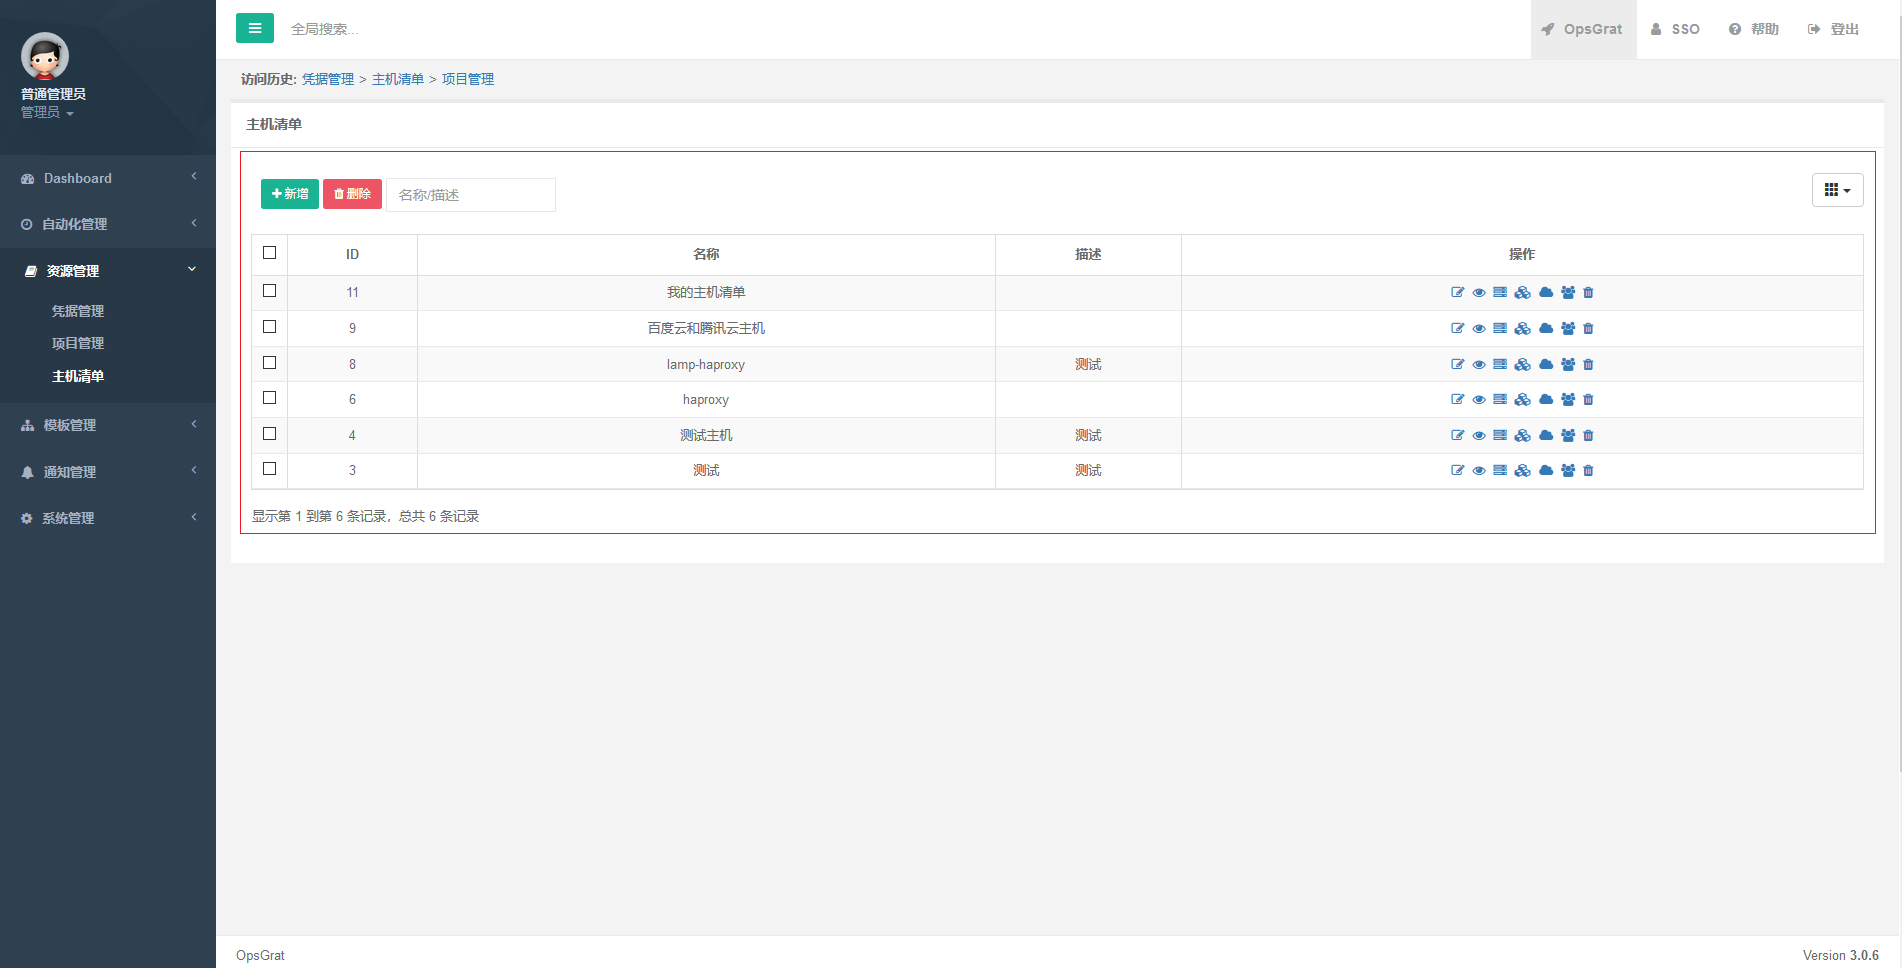 普通管理员
管理员
Dashboard
自动化管理
资源管理
凭据管理
项目管理
主机清单
模板管理
通知管理
系统管理
全局搜索...
OpsGrat SSO 帮助 登出
访问历史: 凭据管理 > 主机清单 > 项目管理
主机清单
新增 删除 名称/描述
ID 名称 描述 操作
11 我的主机清单
9 百度云和腾讯云主机
8 lamp-haproxy 测试
6 haproxy
4 测试主机 测试
3 测试 测试
显示第 1 到第 6 条记录，总共 6 条记录
OpsGrat Version 3.0.6